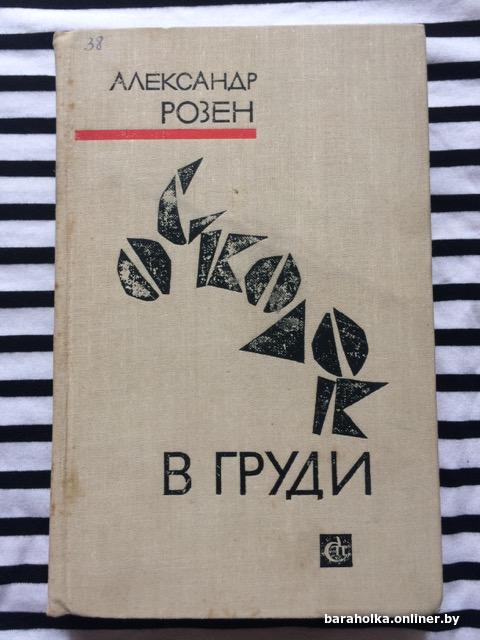 38
АЛЕКСАНДР
РОЗЕН
ОСКОЛОК
В ГРУДИ
baraholka.onliner.by